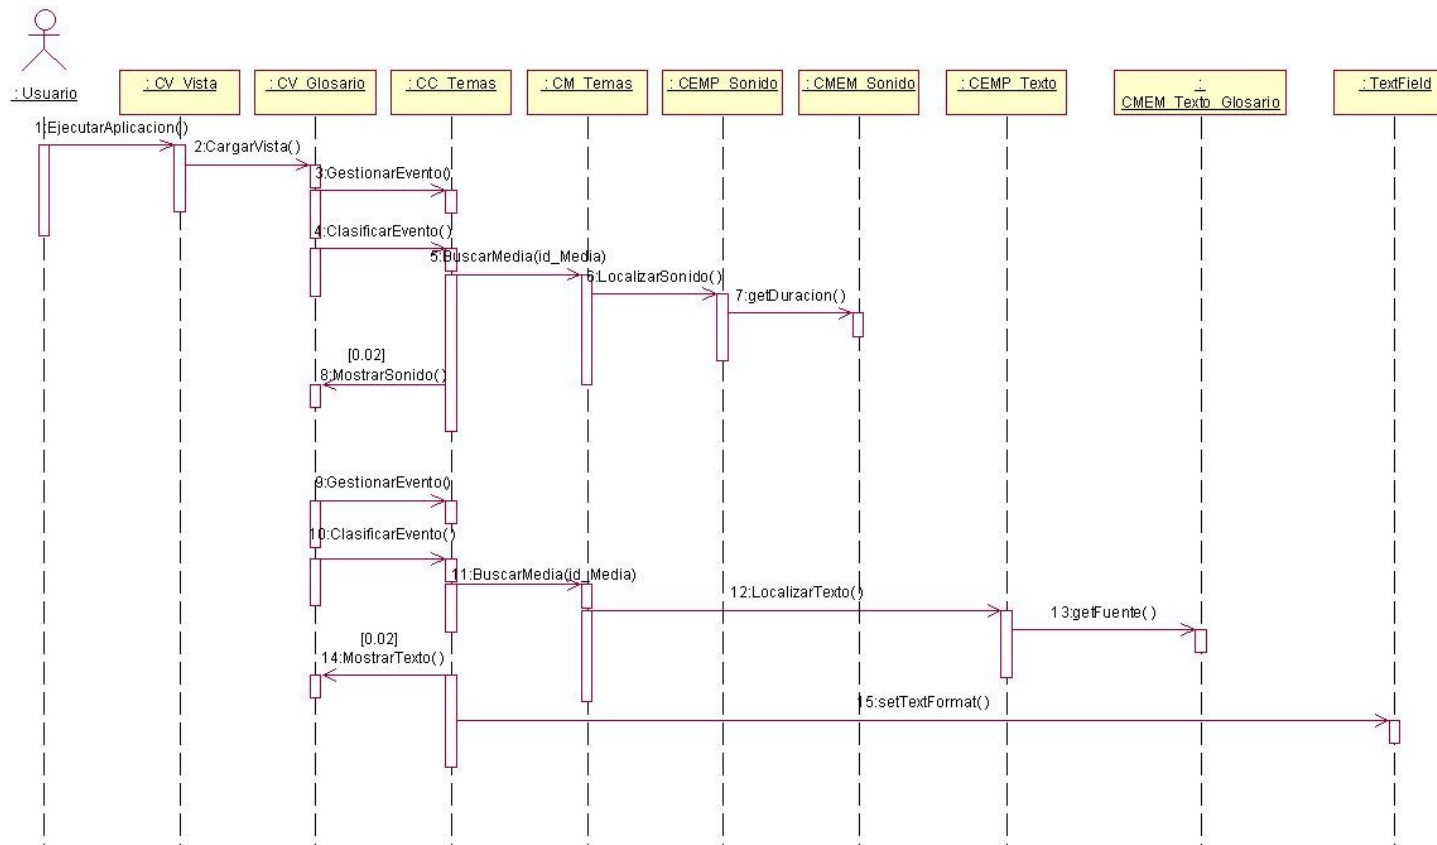 : Usuario
: CV_Vista
: CV_Glosario
: CC_Temas
: CM_Temas
: CEMP_Sonido
: CMEM_Sonido
: CEMP_Texto
:
CMEM_Texto_Glosario
: TextField
1:EjecutarAplicacion()
2:CargarVista()
3:GestionarEvento()
4:ClasificarEvento()
5:BuscarMedia(id_Media)
6:LocalizarSonido()
7:getDuracion()
[0.02]
8:MostrarSonido()
9:GestionarEvento()
10:ClasificarEvento()
11:BuscarMedia(id_Media)
12:LocalizarTexto()
13:getFuente()
[0.02]
14:MostrarTexto()
15:setTextFormat()